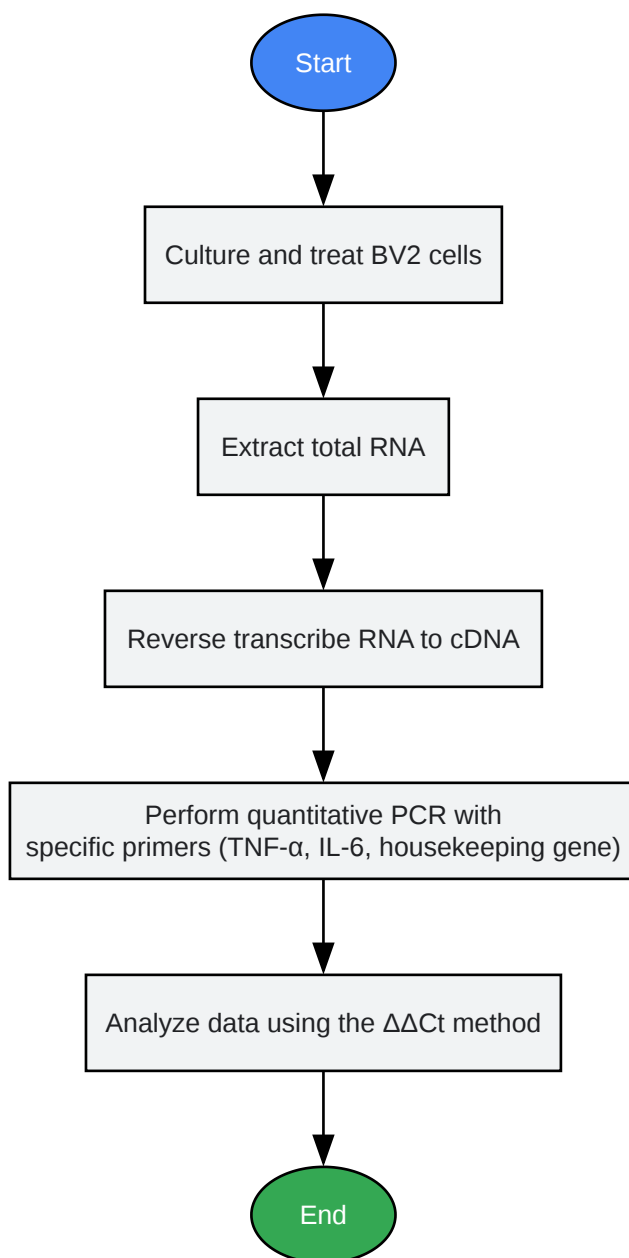 Start
Culture and treat BV2 cells
Extract total RNA
Reverse transcribe RNA to cDNA
Perform quantitative PCR with
specific primers (TNF-α, IL-6, housekeeping gene)
Analyze data using the ΔΔCt method
End